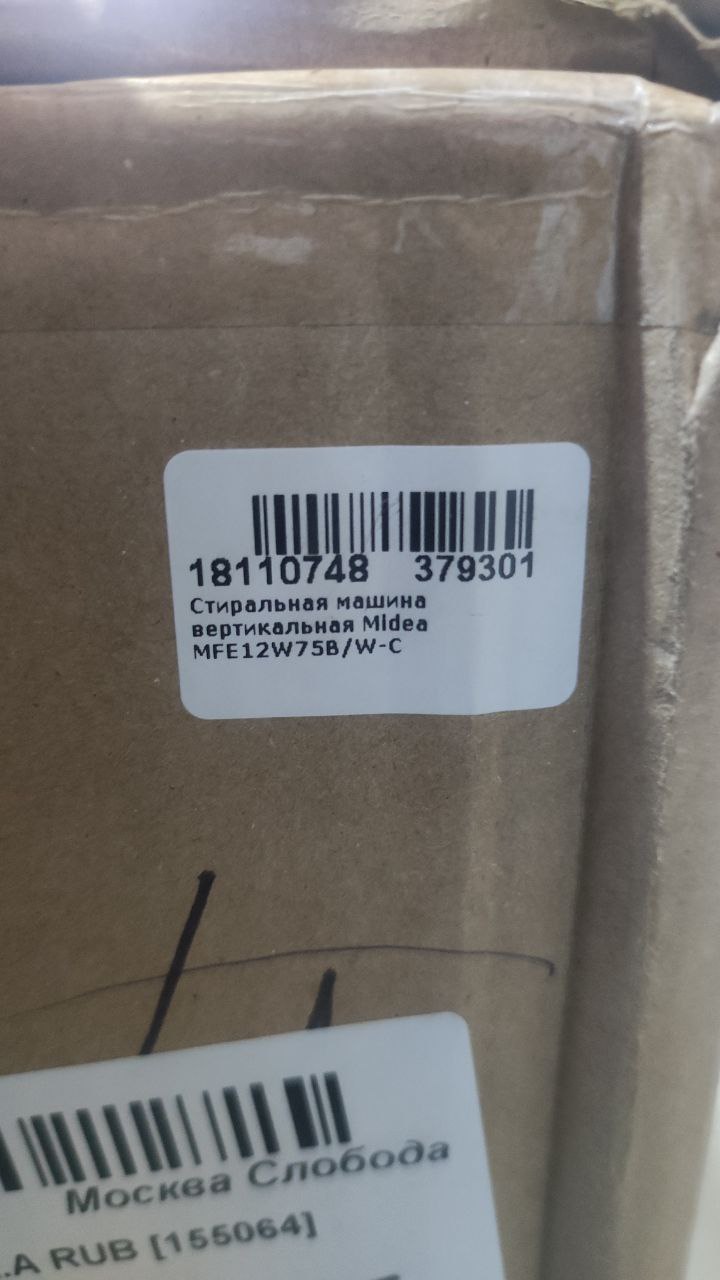 18110748 379301
Стиральная машина
вертикальная Midea
MFE12W75B/W-C
Москва Слобода
..A RUB [155064]